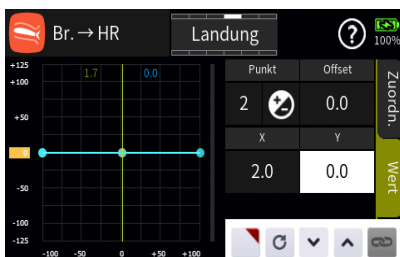 Br.→HR
Landung
?
100%
+125
+100
+50
0
-50
-100
-125
1.7
0.0
-100
-50
0
+50
+100
Punkt
Offset
2
0.0
X
Y
2.0
0.0
Zuordn.
Wert